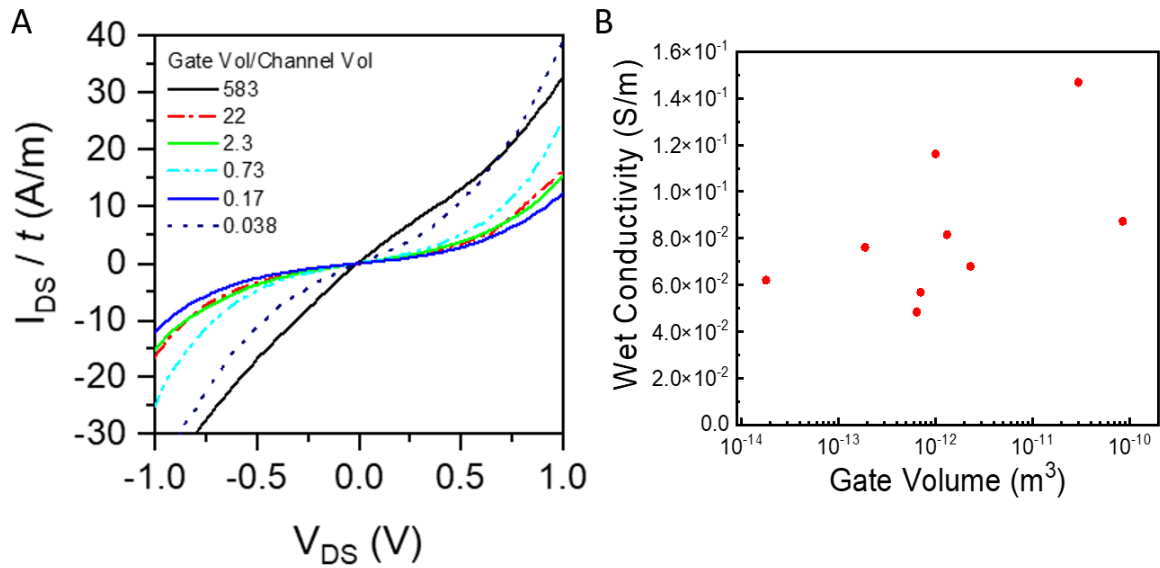 A
I_DS / t (A/m)
40
30
20
10
0
-10
-20
-30
Gate Vol/Channel Vol
583
22
2.3
0.73
0.17
0.038
-1.0 -0.5 0.0 0.5 1.0
V_DS (V)
B
Wet Conductivity (S/m)
1.6×10⁻¹
1.4×10⁻¹
1.2×10⁻¹
1.0×10⁻¹
8.0×10⁻²
6.0×10⁻²
4.0×10⁻²
2.0×10⁻²
0.0
10⁻¹⁴ 10⁻¹³ 10⁻¹² 10⁻¹¹ 10⁻¹⁰
Gate Volume (m³)